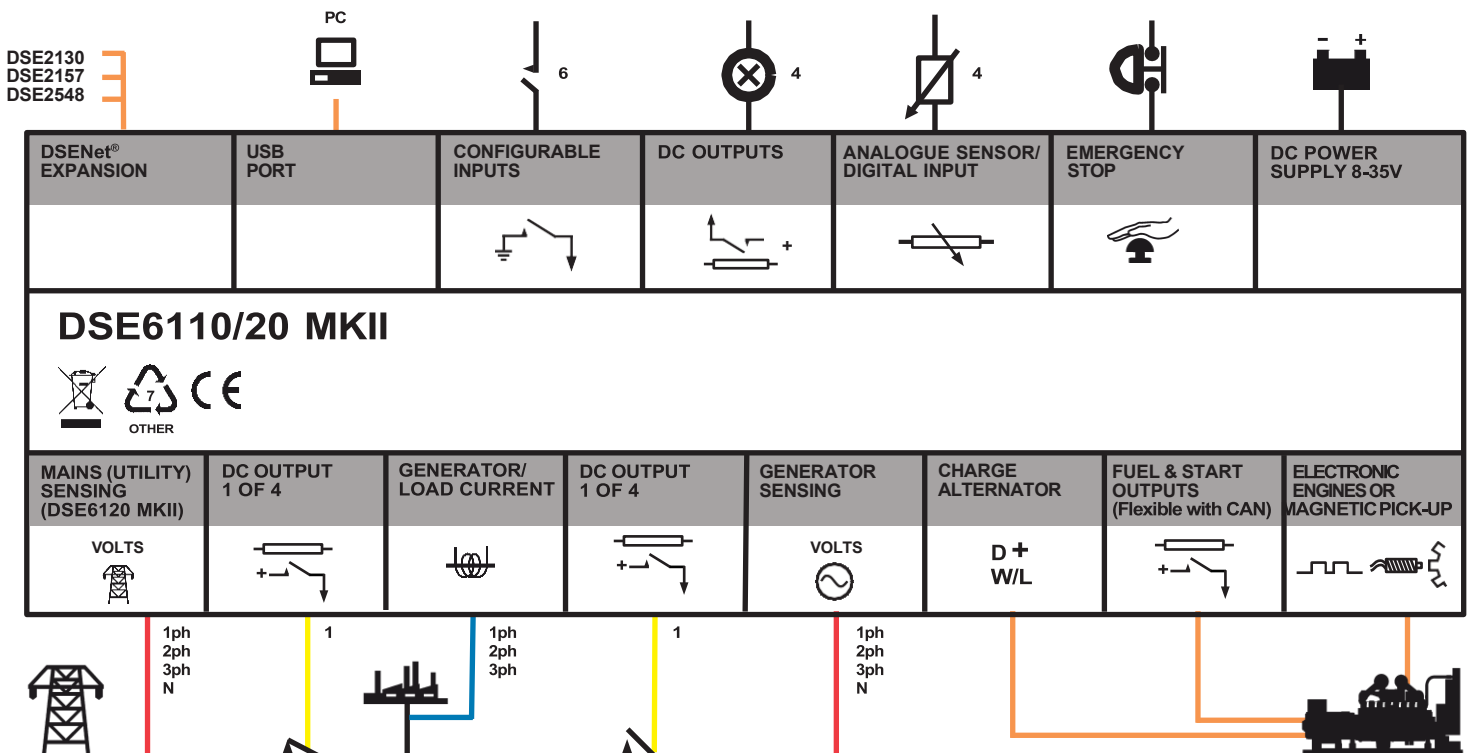 PC
DSE2130
DSE2157
DSE2548
6
4
4
- +
DSENet®
EXPANSION
USB
PORT
CONFIGURABLE
INPUTS
DC OUTPUTS
ANALOGUE SENSOR/
DIGITAL INPUT
EMERGENCY
STOP
DC POWER
SUPPLY 8-35V
+
DSE6110/20 MKII
7
CE
OTHER
MAINS (UTILITY)
SENSING
(DSE6120 MKII)
DC OUTPUT
1 OF 4
GENERATOR/
LOAD CURRENT
DC OUTPUT
1 OF 4
GENERATOR
SENSING
CHARGE
ALTERNATOR
FUEL & START
OUTPUTS
(Flexible with CAN)
ELECTRONIC
ENGINES OR
MAGNETIC PICK-UP
VOLTS
+
+
VOLTS
D+
W/L
+
1ph
2ph
3ph
N
1
1ph
2ph
3ph
1
1ph
2ph
3ph
N